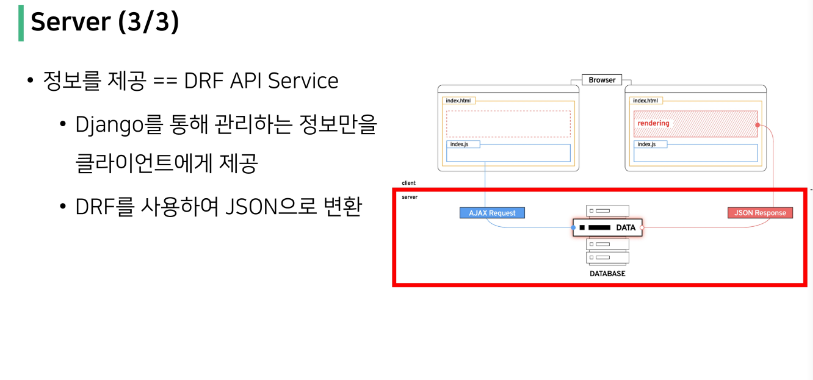 Server (3/3)
• 정보를 제공 == DRF API Service
• Django를 통해 관리하는 정보만을
클라이언트에게 제공
• DRF를 사용하여 JSON으로 변환
Browser
index.html
index.html
rendering
index.js
index.js
client
server
AJAX Request
JSON Response
DATA
DATABASE